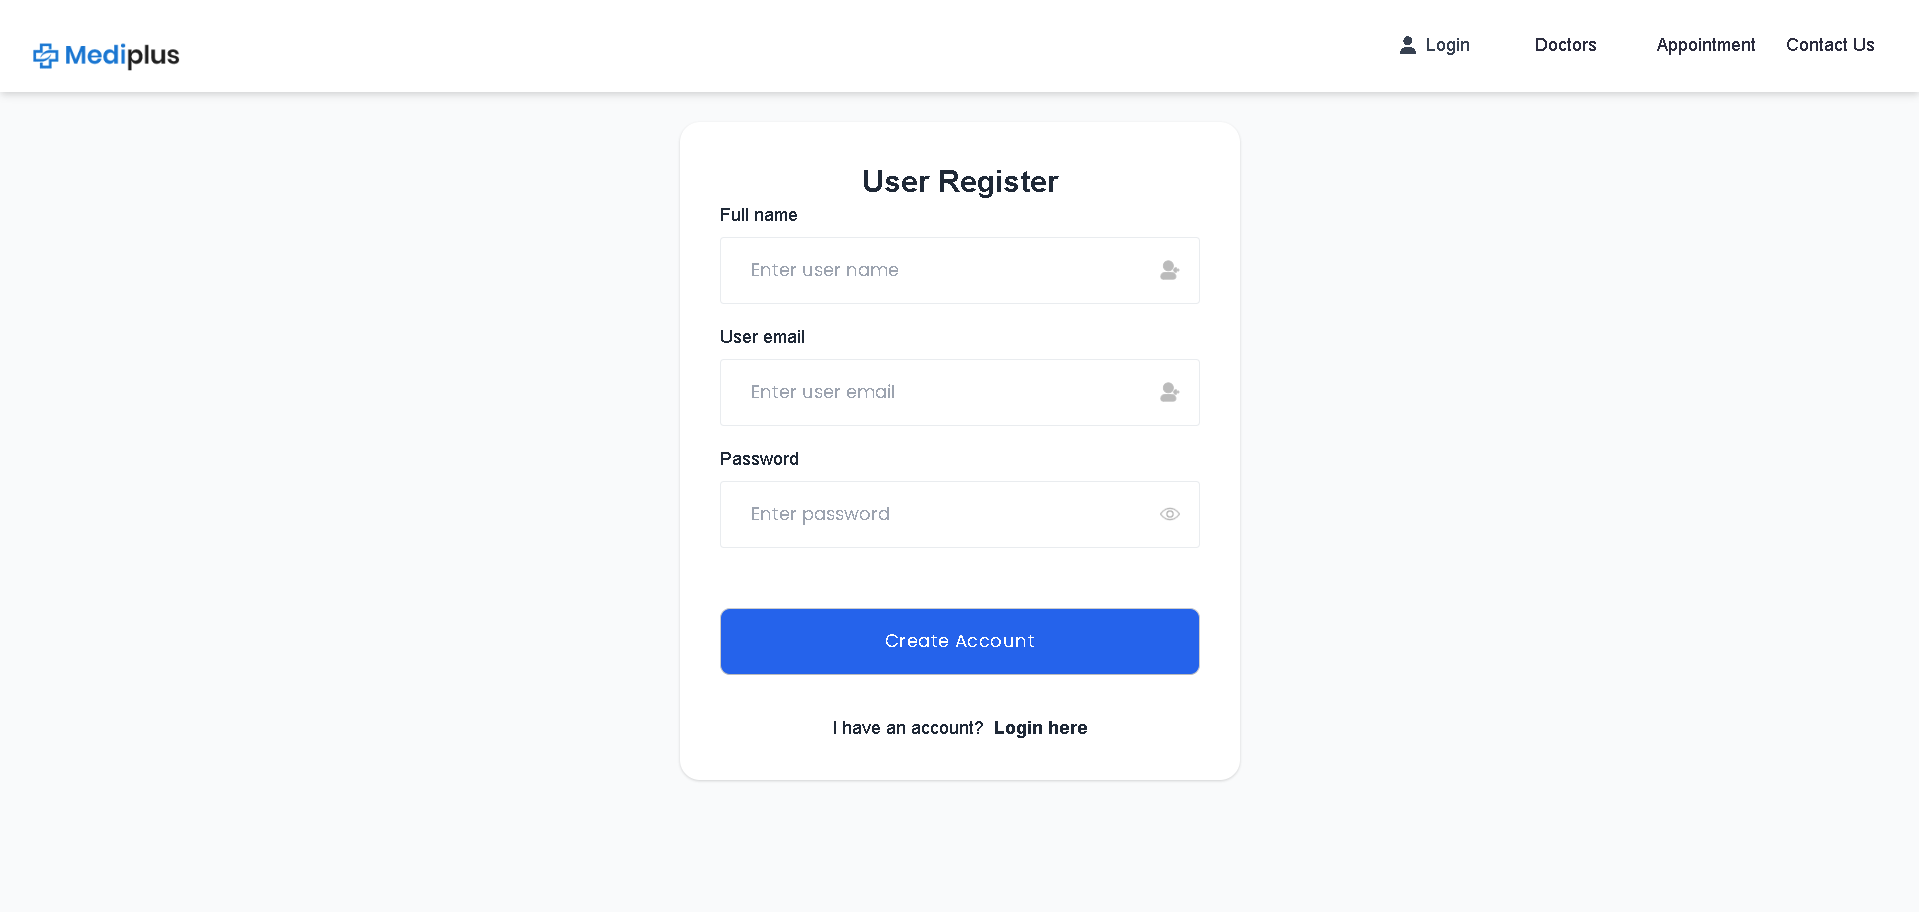 Mediplus
Login Doctors Appointment Contact Us
User Register
Full name
Enter user name
User email
Enter user email
Password
Enter password
Create Account
I have an account? Login here